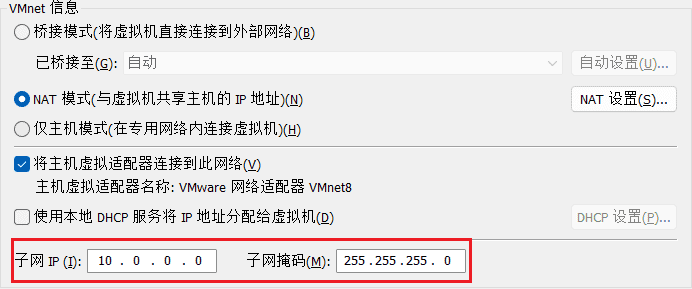 VMnet 信息
桥接模式(将虚拟机直接连接到外部网络)(B)
已桥接至(G): 自动 自动设置(U)...
NAT 模式(与虚拟机共享主机的 IP 地址)(N) NAT 设置(S)...
仅主机模式(在专用网络内连接虚拟机)(H)
将主机虚拟适配器连接到此网络(V)
主机虚拟适配器名称: VMware 网络适配器 VMnet8
使用本地 DHCP 服务将 IP 地址分配给虚拟机(D) DHCP 设置(P)...
子网 IP (I): 10 . 0 . 0 . 0 子网掩码(M): 255 .255 .255 . 0